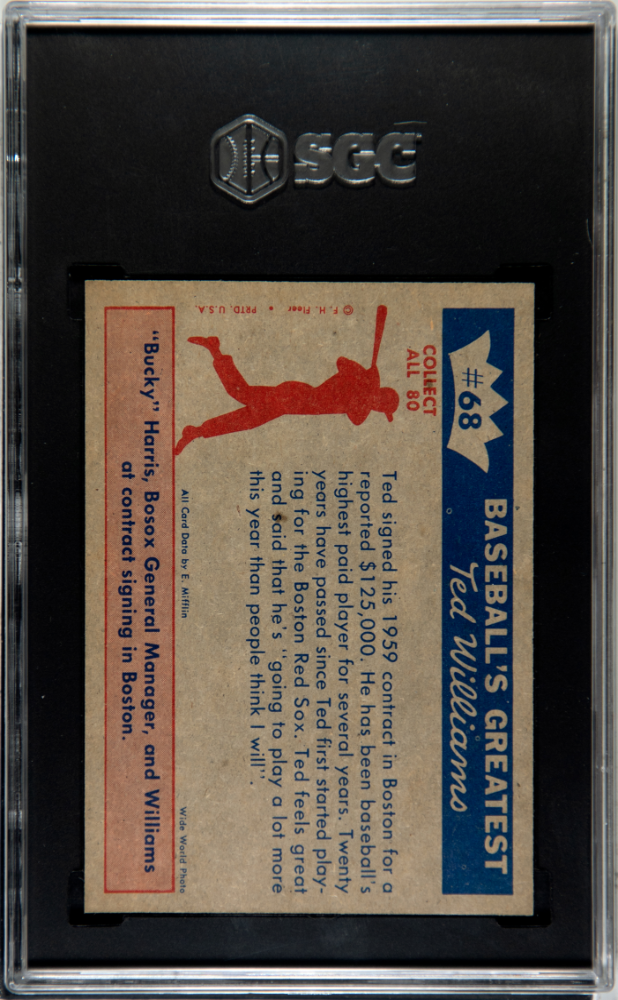 SGC
#68
BASEBALL'S GREATEST
Ted Williams
COLLECT
ALL 80
Ted signed his 1959 contract in Boston for a
reported $125,000. He has been baseball's
highest paid player for several years. Twenty
years have passed since Ted first started play-
ing for the Boston Red Sox. Ted feels great
and said that he's "going to play a lot more
this year than people think I will".
© F. H. Fleer • PRTD. U.S.A.
All Card Data by E. Mifflin
Wide World Photo
"Bucky" Harris, Bosox General Manager, and Williams
at contract signing in Boston.